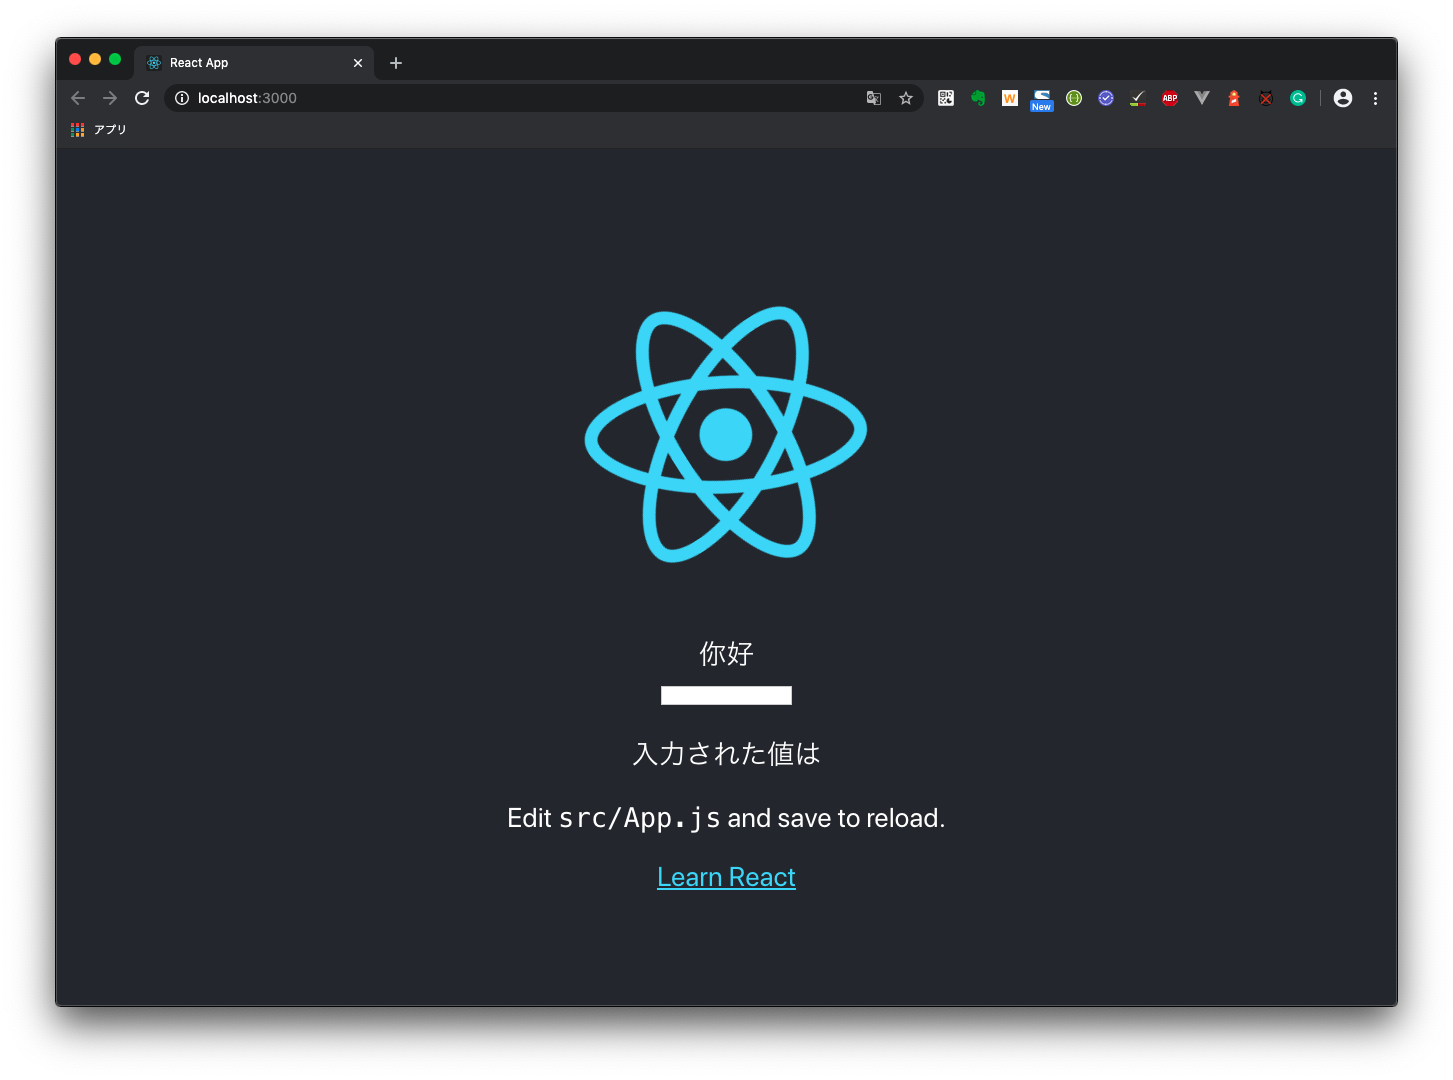 React App
localhost:3000
New
ABP
アプリ
你好
入力された値は
Edit src/App.js and save to reload.
Learn React